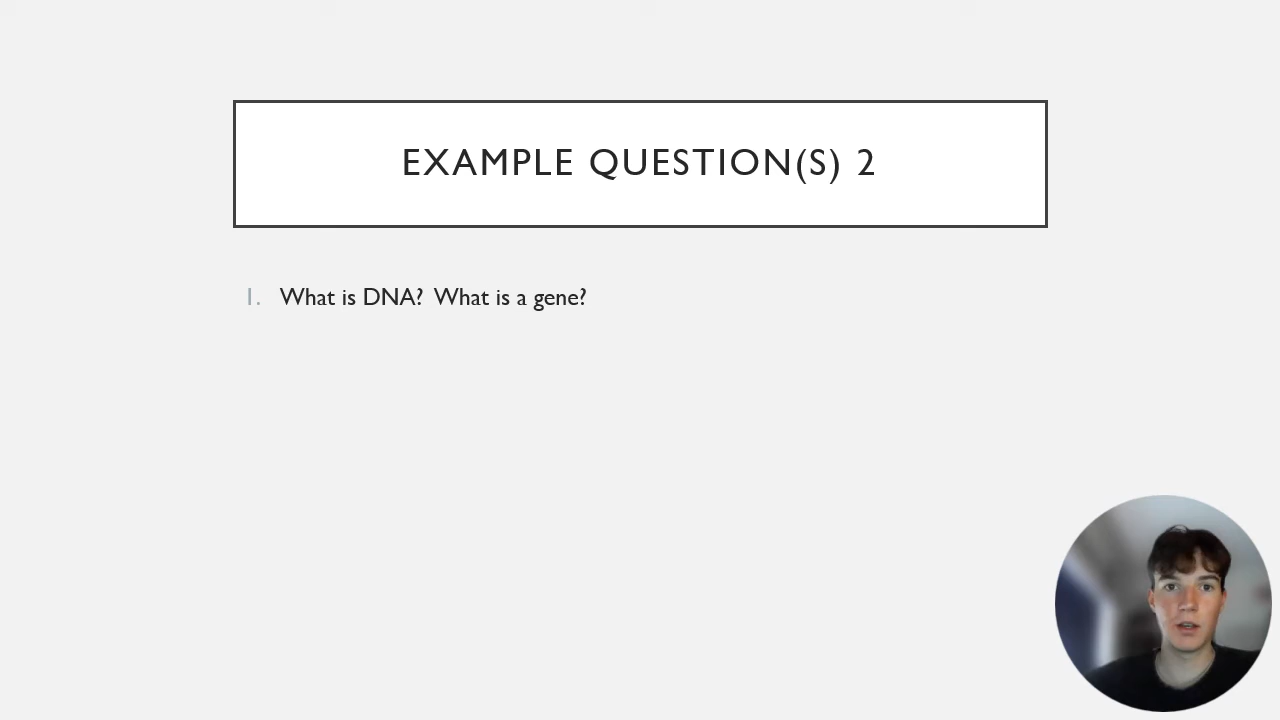 EXAMPLE QUESTION(S) 2
1. What is DNA? What is a gene?